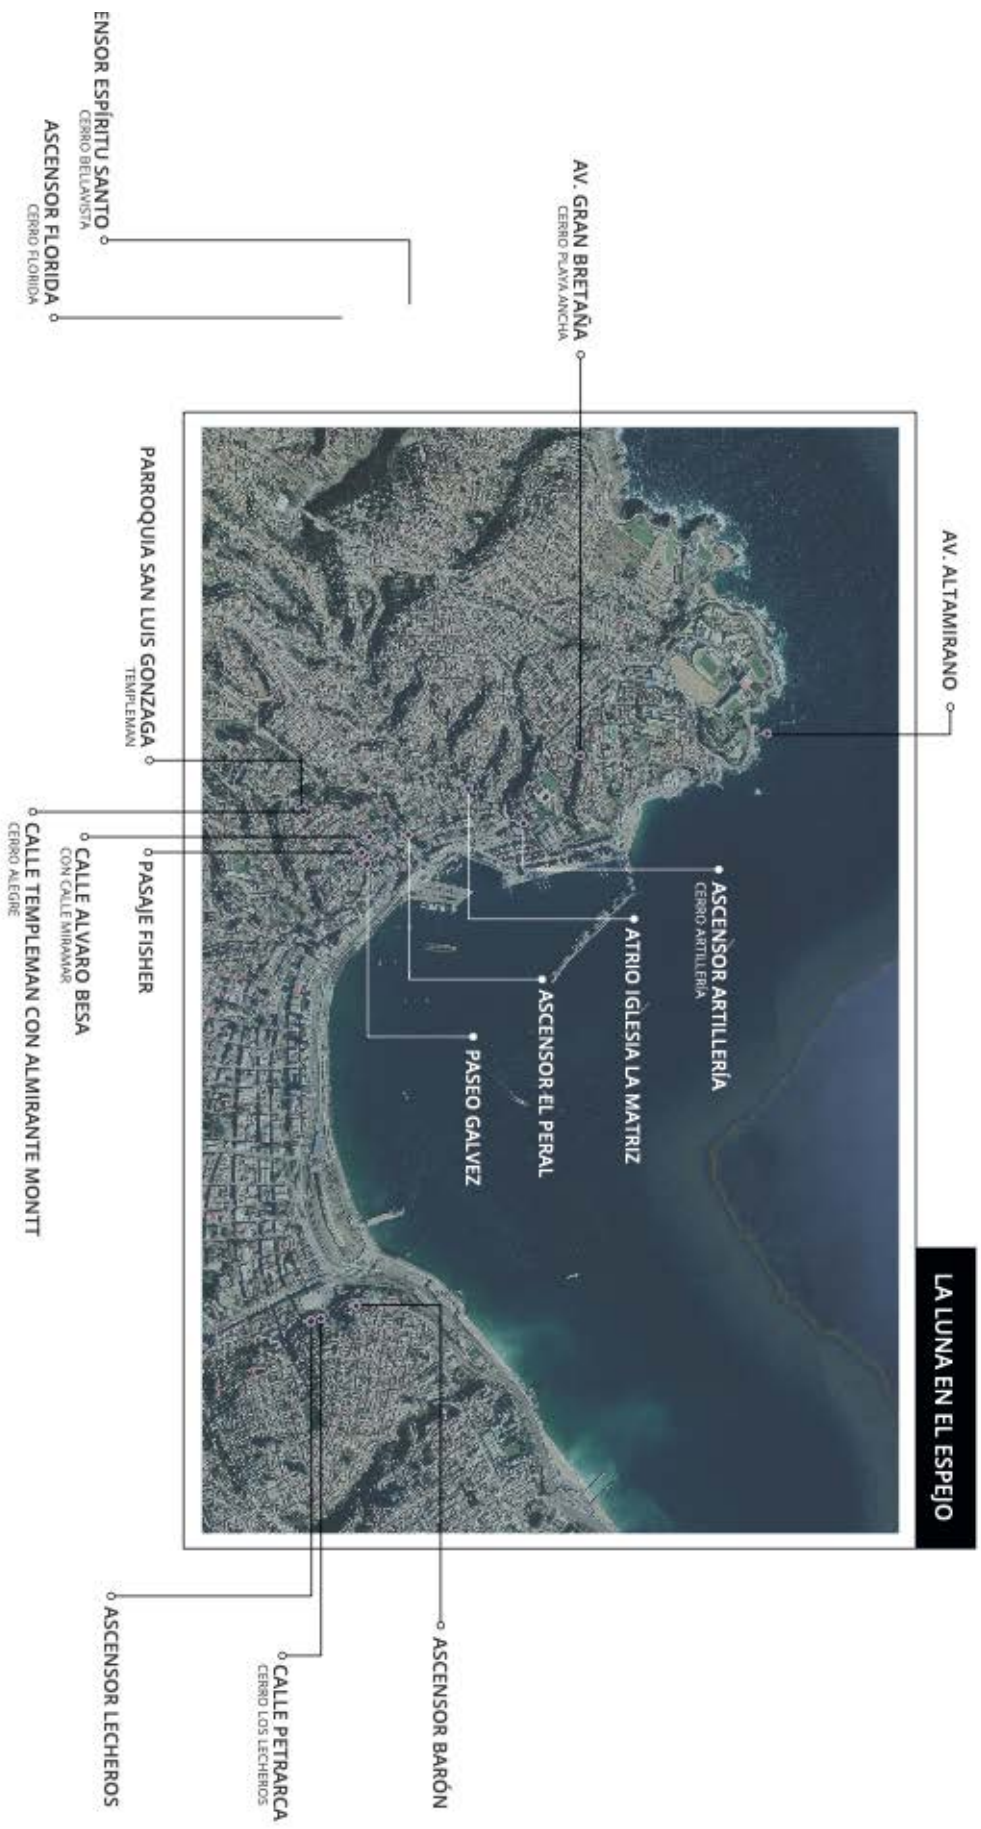 AV. ALTAMIRANO
LA LUNA EN EL ESPEJO
ASCENSOR ARTILLERÍA
CERRO ARTILLERÍA
ATRIO IGLESIA LA MATRIZ
AV. GRAN BRETAÑA
CERRO PLAYA ANCHA
ASCENSOR EL PERAL
PASEO GALVEZ
ASCENSOR BARÓN
CALLE PETRARCA
CERRO LOS LECHEROS
PARROQUIA SAN LUIS GONZAGA
TEMPLEMAN
PASAJE FISHER
ASCENSOR LECHEROS
ENSOR ESPÍRITU SANTO
CERRO BELLAVISTA
CALLE ALVARO BESA
CON CALLE MIRAMAR
ASCENSOR FLORIDA
CERRO FLORIDA
CALLE TEMPLEMAN CON ALMIRANTE MONTT
CERRO ALEGRE